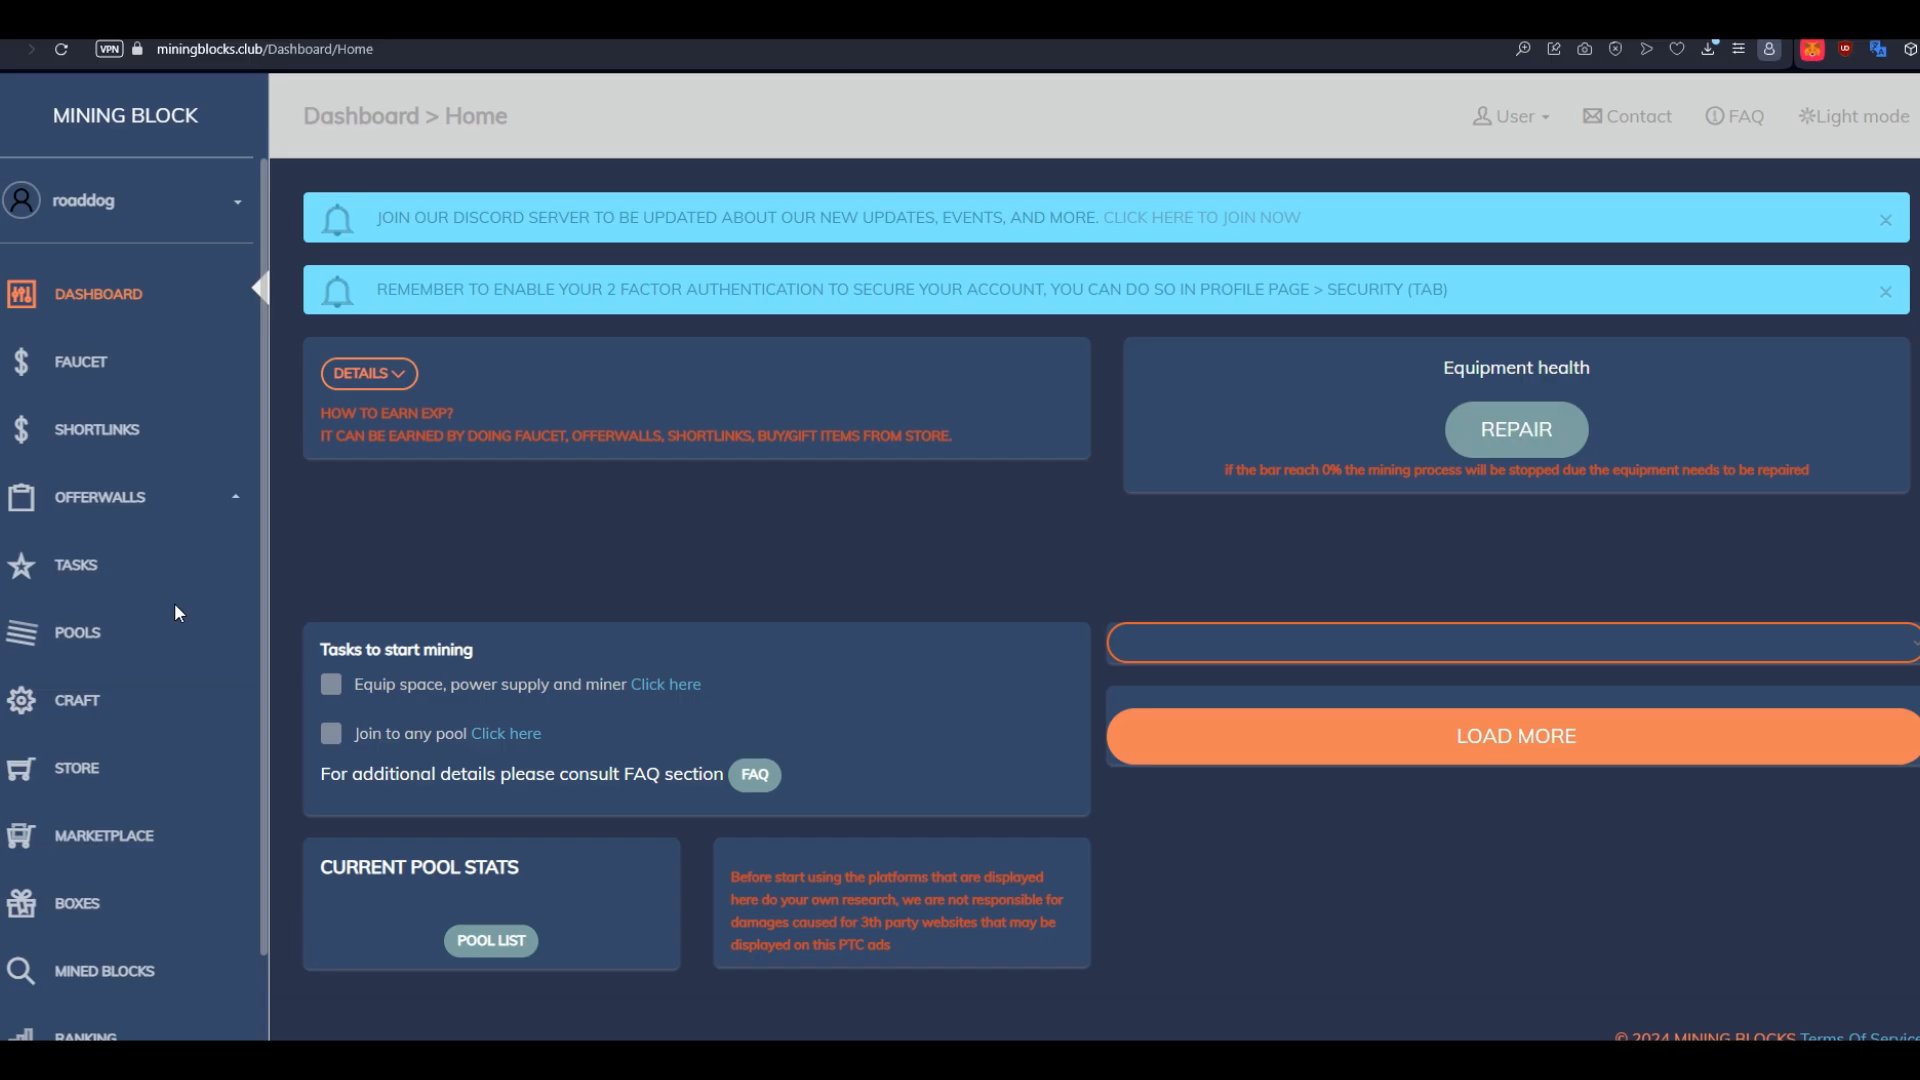 VPN
miningblocks.club/Dashboard/Home
MINING BLOCK
Dashboard > Home
User
Contact
FAQ
Light mode
roaddog
DASHBOARD
FAUCET
SHORTLINKS
OFFERWALLS
TASKS
POOLS
CRAFT
STORE
MARKETPLACE
BOXES
MINED BLOCKS
RANKING
JOIN OUR DISCORD SERVER TO BE UPDATED ABOUT OUR NEW UPDATES, EVENTS, AND MORE. CLICK HERE TO JOIN NOW
REMEMBER TO ENABLE YOUR 2 FACTOR AUTHENTICATION TO SECURE YOUR ACCOUNT, YOU CAN DO SO IN PROFILE PAGE > SECURITY (TAB)
DETAILS
HOW TO EARN EXP?
IT CAN BE EARNED BY DOING FAUCET, OFFERWALLS, SHORTLINKS, BUY/GIFT ITEMS FROM STORE.
Equipment health
REPAIR
if the bar reach 0% the mining process will be stopped due the equipment needs to be repaired
Tasks to start mining
Equip space, power supply and miner Click here
Join to any pool Click here
For additional details please consult FAQ section FAQ
LOAD MORE
CURRENT POOL STATS
POOL LIST
Before start using the platforms that are displayed
here do your own research, we are not responsible for
damages caused for 3th party websites that may be
displayed on this PTC ads
© 2024 MINING BLOCKS Terms Of Service